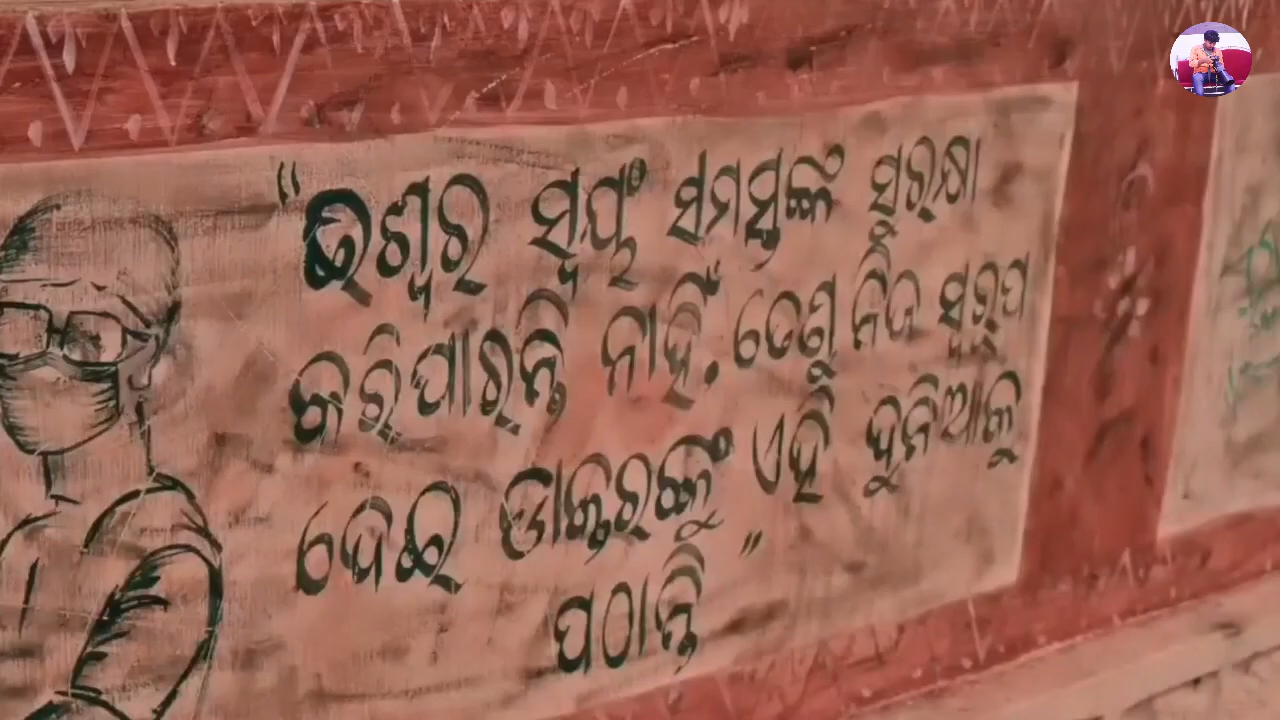 “ଈଶ୍ୱର ସ୍ୱୟଂ ସମସ୍ତଙ୍କ ସୁରକ୍ଷା
କରିପାରନ୍ତି ନାହିଁ, ତେଣୁ ନିଜ ସ୍ୱରୂପ
ଦେଇ ଡାକ୍ତରଙ୍କୁ ଏହି ଦୁନିଆକୁ
ପଠାନ୍ତି”